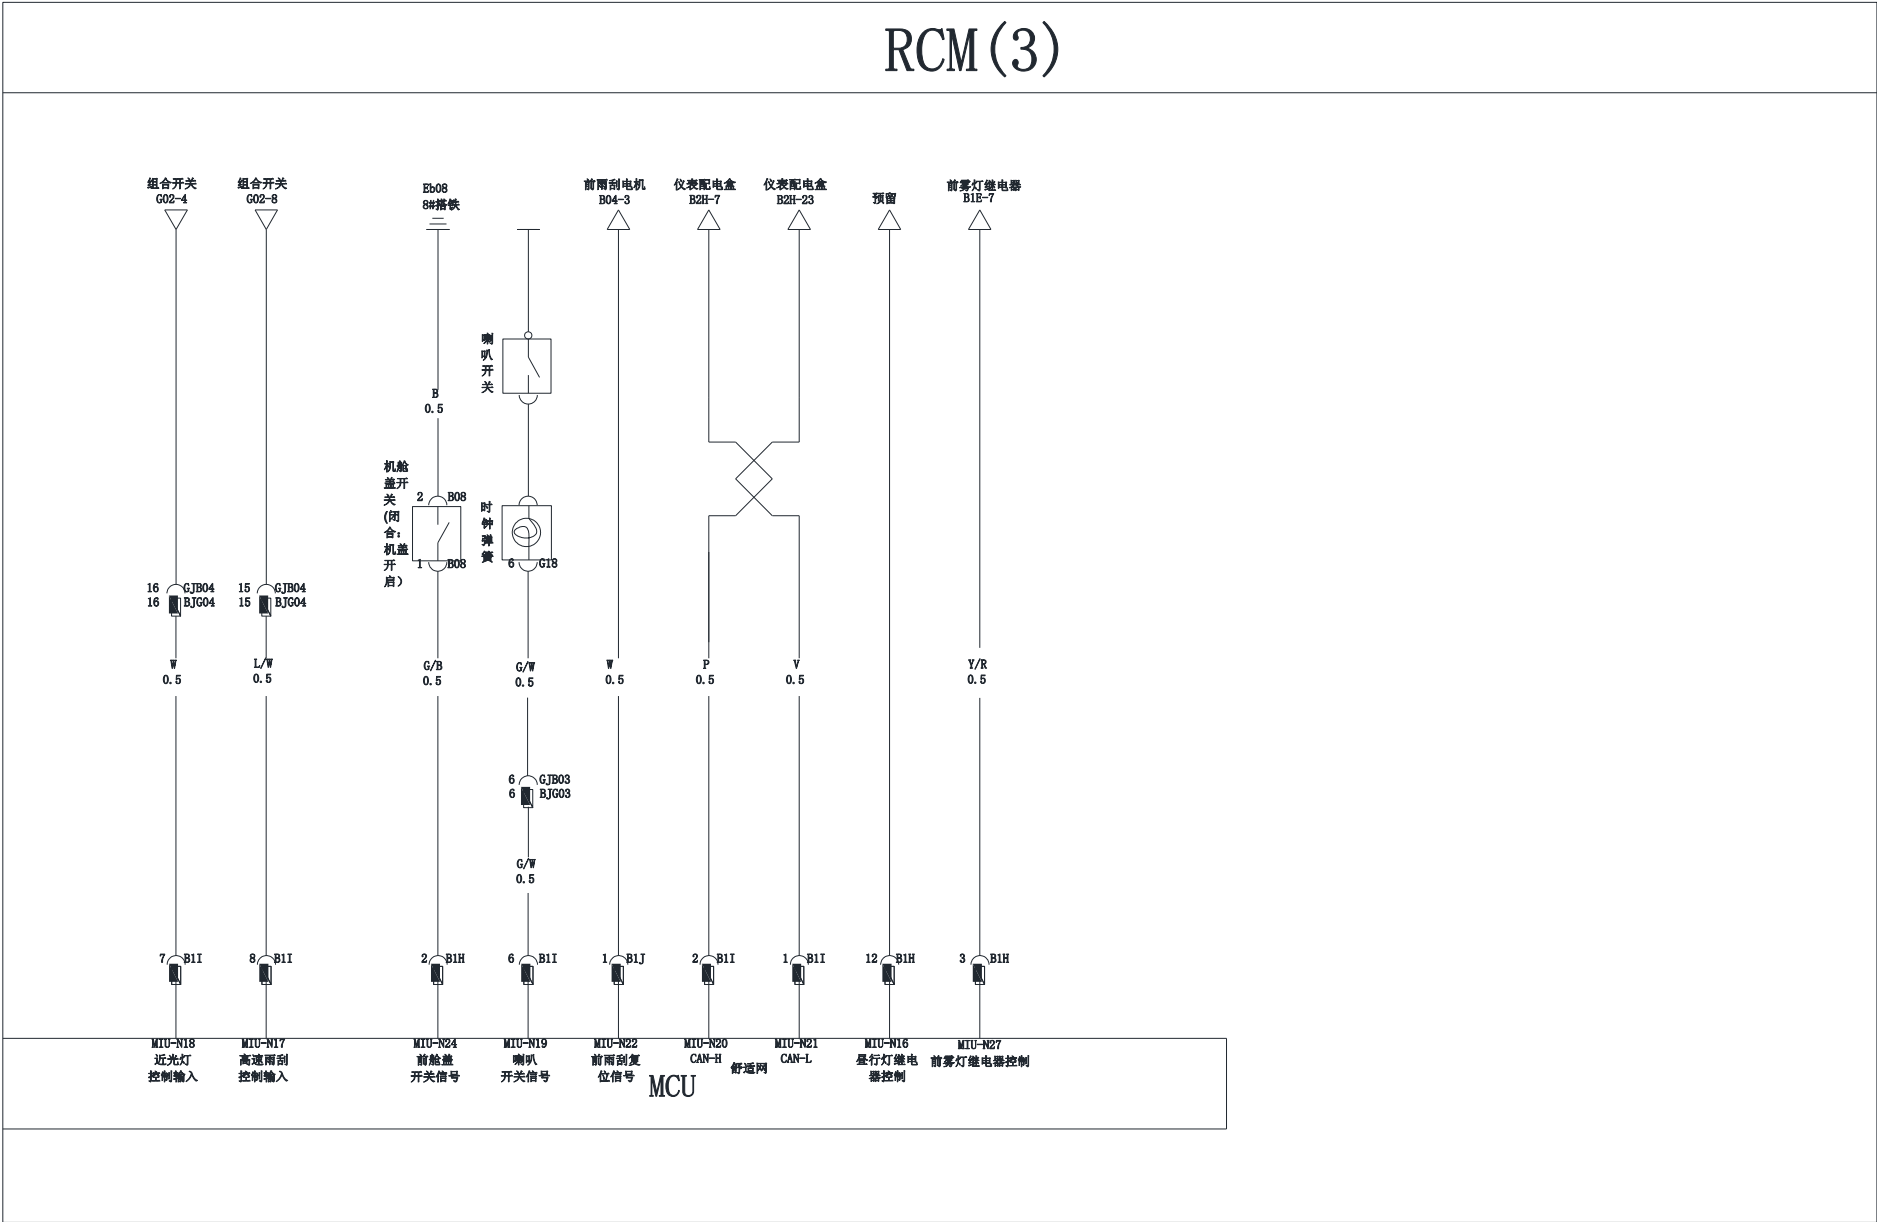 RCM(3)
组合开关
G02-4
组合开关
G02-8
Eb08
8#搭铁
前雨刮电机
B04-3
仪表配电盒
B2H-7
仪表配电盒
B2H-23
预留
前雾灯继电器
B1E-7
喇
叭
开
关
B
0.5
机舱
盖开
关
(闭
合:
机盖
开
启)
2 B08
1 B08
时
钟
弹
簧
6 G18
16 GJB04
16 BJG04
15 GJB04
15 BJG04
W
0.5
L/W
0.5
G/B
0.5
G/W
0.5
W
0.5
P
0.5
V
0.5
Y/R
0.5
6 GJB03
6 BJG03
G/W
0.5
7 B1I
8 B1I
2 B1H
6 B1I
1 B1J
2 B1I
1 B1I
12 B1H
3 B1H
MIU-N18
近光灯
控制输入
MIU-N17
高速雨刮
控制输入
MIU-N24
前舱盖
开关信号
MIU-N19
喇叭
开关信号
MIU-N22
前雨刮复
位信号
MIU-N20
CAN-H
舒适网
MIU-N21
CAN-L
MIU-N16
昼行灯继电
器控制
MIU-N27
前雾灯继电器控制
MCU